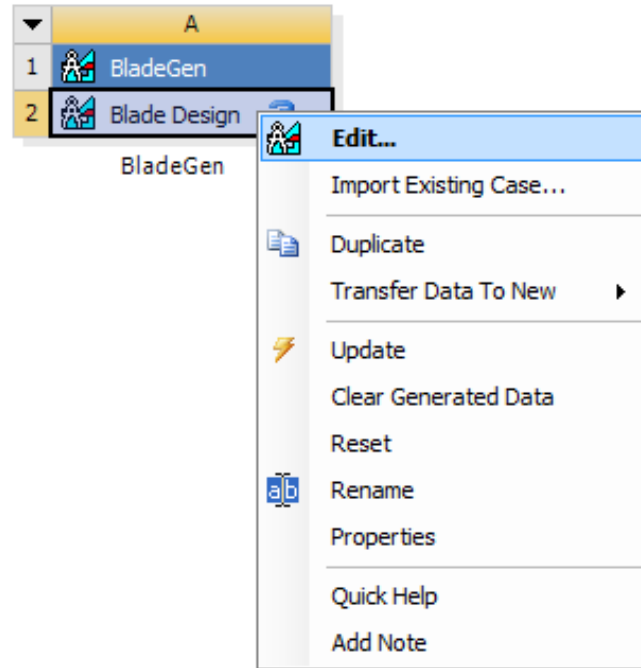 A
1 BladeGen
2 Blade Design
BladeGen
Edit...
Import Existing Case...
Duplicate
Transfer Data To New
Update
Clear Generated Data
Reset
ab Rename
Properties
Quick Help
Add Note